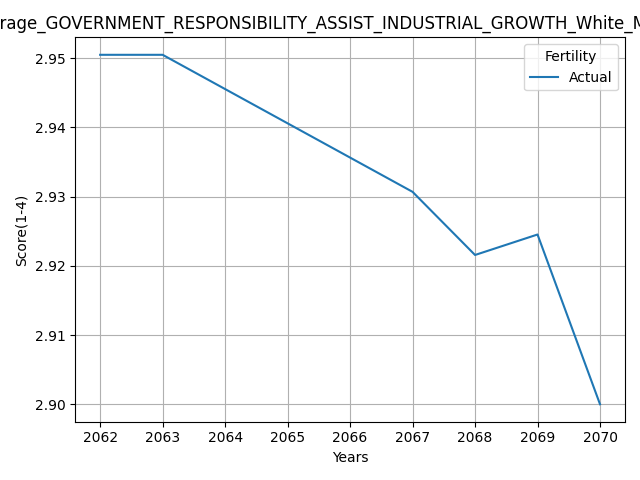 rage_GOVERNMENT_RESPONSIBILITY_ASSIST_INDUSTRIAL_GROWTH_White_M
Fertility
Actual
2.95
2.94
2.93
2.92
2.91
2.90
Score(1-4)
2062 2063 2064 2065 2066 2067 2068 2069 2070
Years